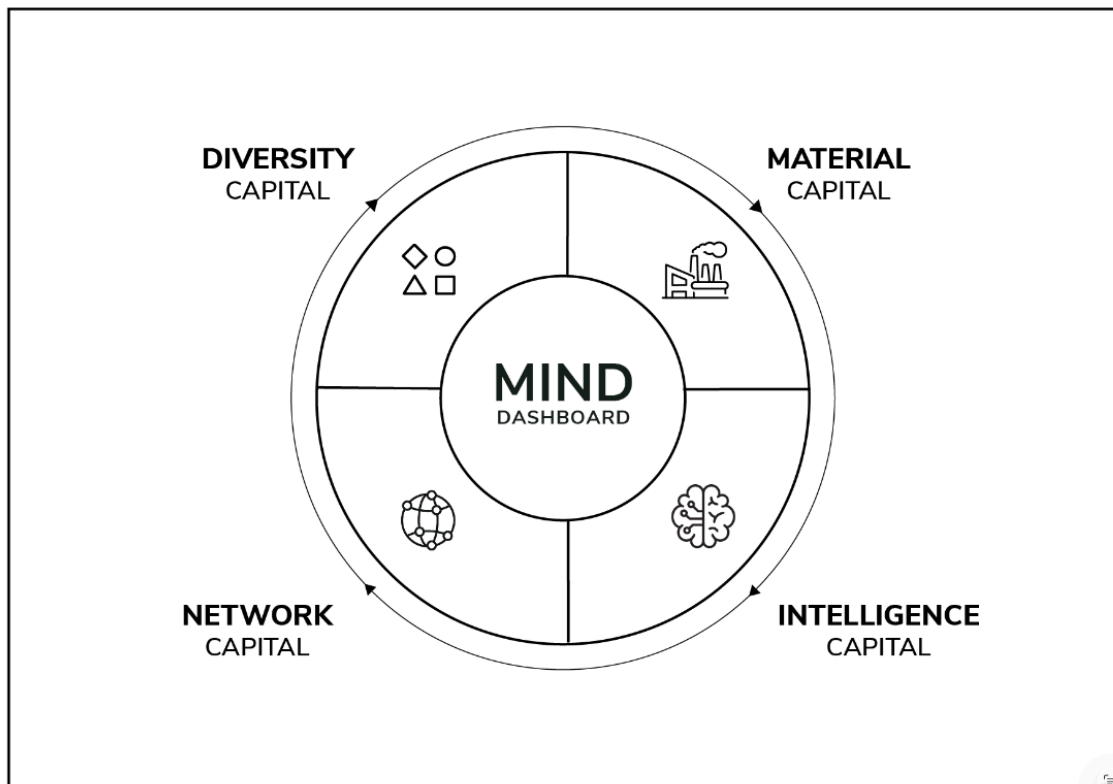 DIVERSITY
CAPITAL
MATERIAL
CAPITAL
MIND
DASHBOARD
NETWORK
CAPITAL
INTELLIGENCE
CAPITAL